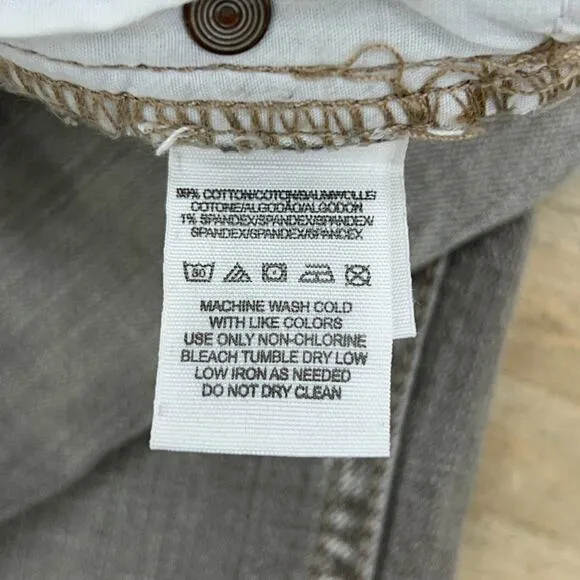 99% COTTON/COTON/BAUMWOLLE/
COTONE/ALGODÃO/ALGODON
1% SPANDEX/SPANDEX/SPANDEX/
SPANDEX/SPANDEX/SPANDEX
MACHINE WASH COLD
WITH LIKE COLORS
USE ONLY NON-CHLORINE
BLEACH TUMBLE DRY LOW
LOW IRON AS NEEDED
DO NOT DRY CLEAN